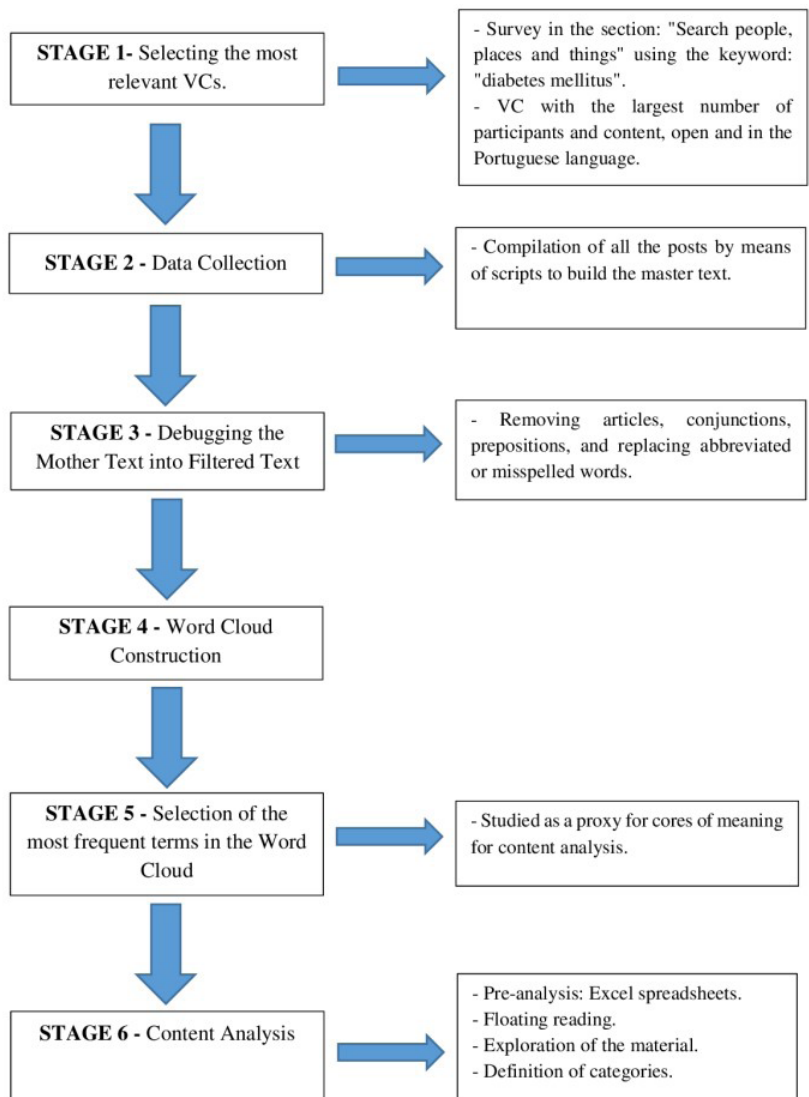 STAGE 1- Selecting the most
relevant VCs.
- Survey in the section: "Search people,
places and things" using the keyword:
"diabetes mellitus".
- VC with the largest number of
participants and content, open and in the
Portuguese language.
STAGE 2 - Data Collection
- Compilation of all the posts by means
of scripts to build the master text.
STAGE 3 - Debugging the
Mother Text into Filtered Text
- Removing articles, conjunctions,
prepositions, and replacing abbreviated
or misspelled words.
STAGE 4 - Word Cloud
Construction
STAGE 5 - Selection of the
most frequent terms in the Word
Cloud
- Studied as a proxy for cores of meaning
for content analysis.
STAGE 6 - Content Analysis
- Pre-analysis: Excel spreadsheets.
- Floating reading.
- Exploration of the material.
- Definition of categories.